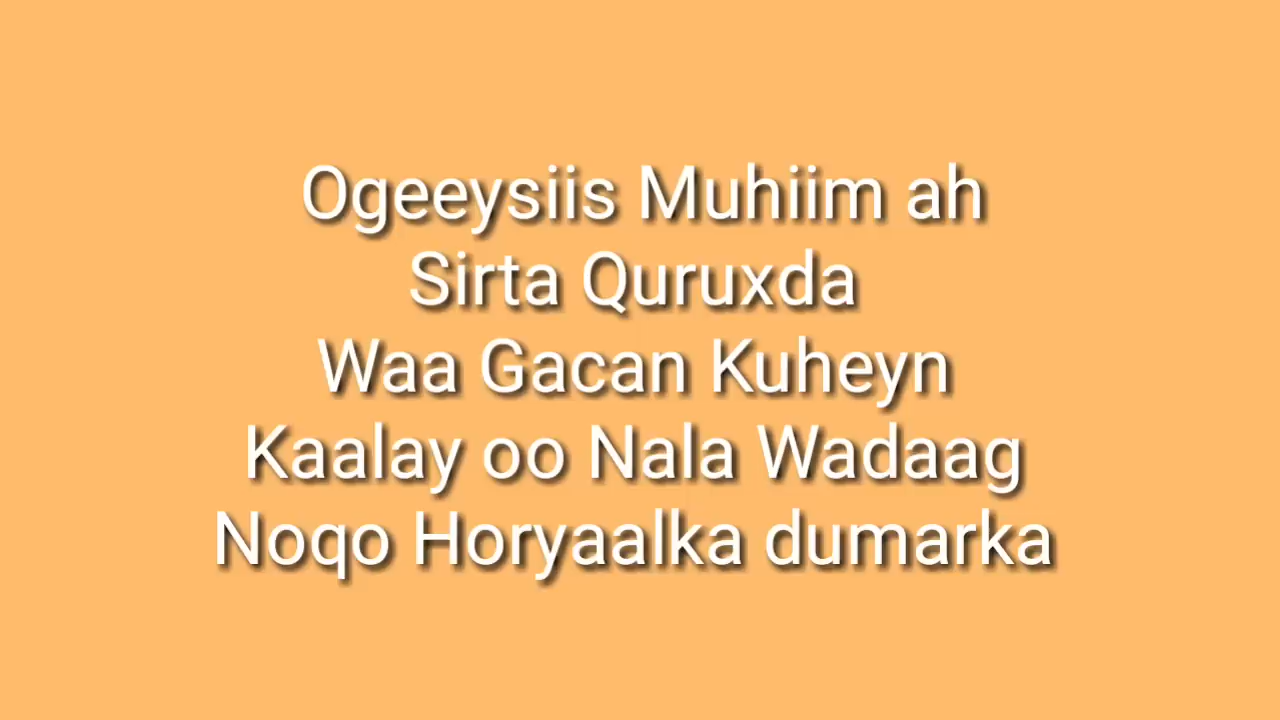 Ogeeysiis Muhiim ah
Sirta Quruxda
Waa Gacan Kuheyn
Kaalay oo Nala Wadaag
Noqo Horyaalka dumarka